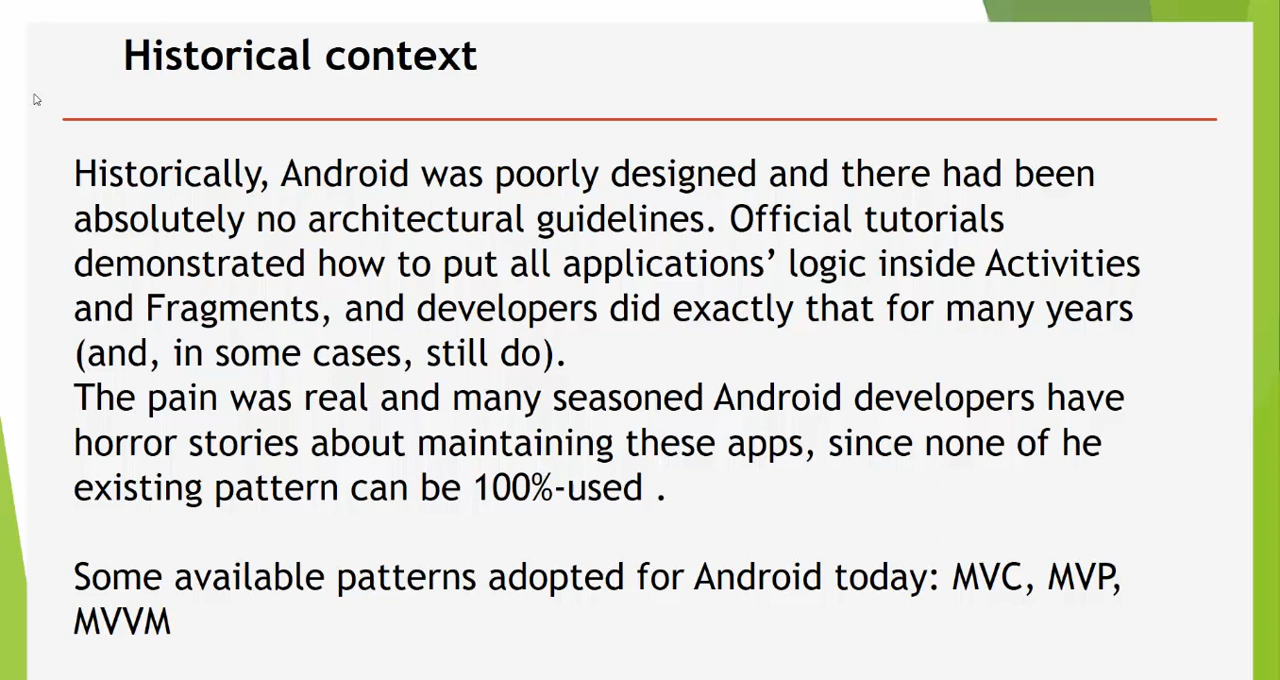 Historical context
Historically, Android was poorly designed and there had been
absolutely no architectural guidelines. Official tutorials
demonstrated how to put all applications’ logic inside Activities
and Fragments, and developers did exactly that for many years
(and, in some cases, still do).
The pain was real and many seasoned Android developers have
horror stories about maintaining these apps, since none of he
existing pattern can be 100%-used .
Some available patterns adopted for Android today: MVC, MVP,
MVVM